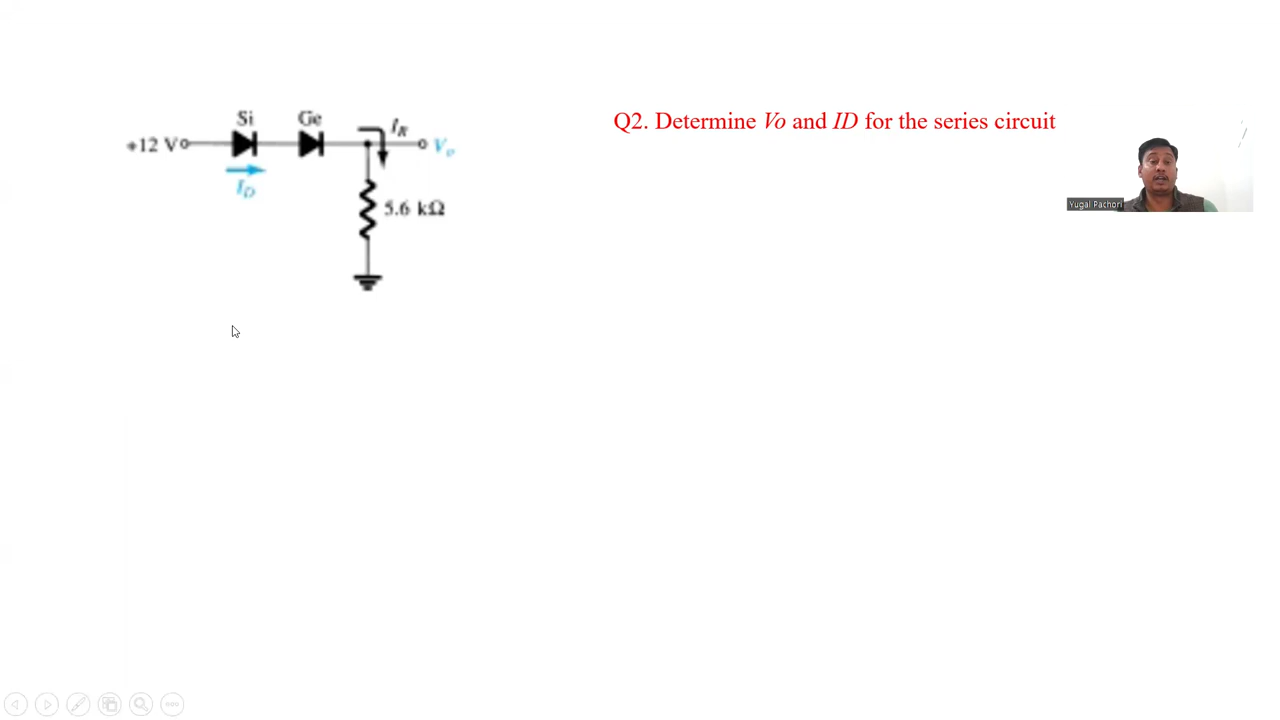 Si Ge I_R
+12 V V_o
I_D
5.6 kΩ
Q2. Determine Vo and ID for the series circuit
Yugal Pachori